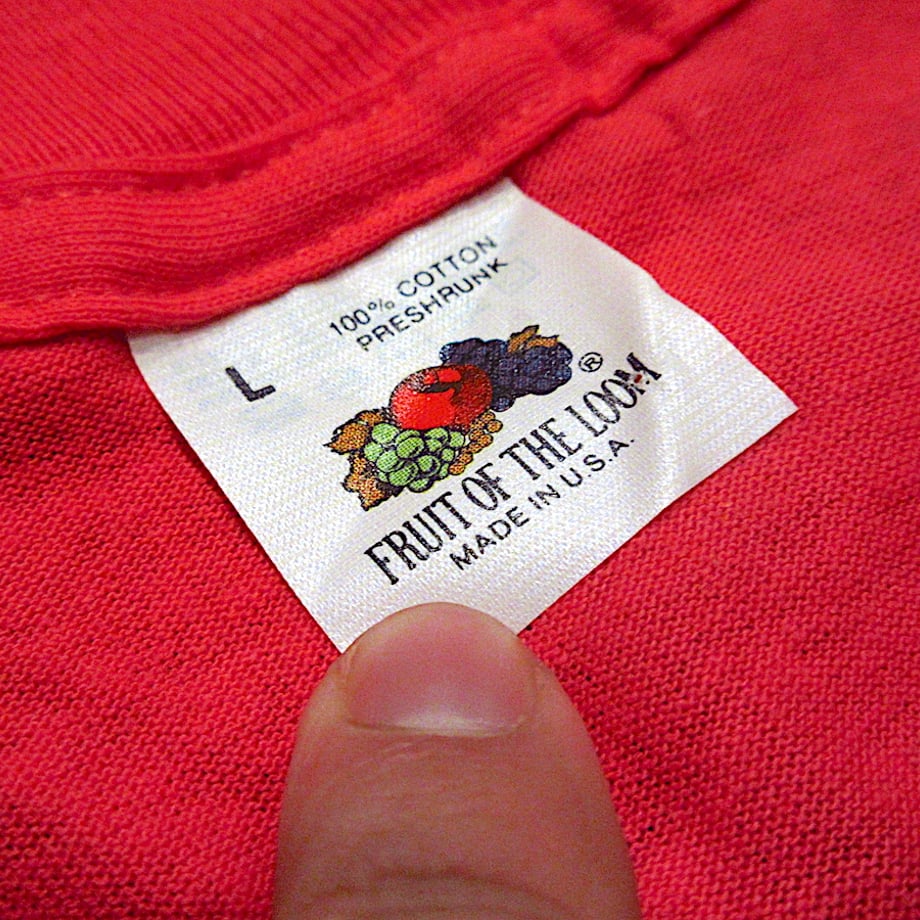 100% COTTON
PRESHRUNK
L
®
FRUIT OF THE LOOM
MADE IN U.S.A.